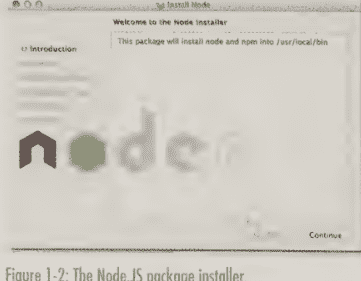 Install Node
Welcome to the Node Installer
Introduction
This package will install node and npm into /usr/local/bin
node
Continue
Figure 1-2: The Node.JS package installer